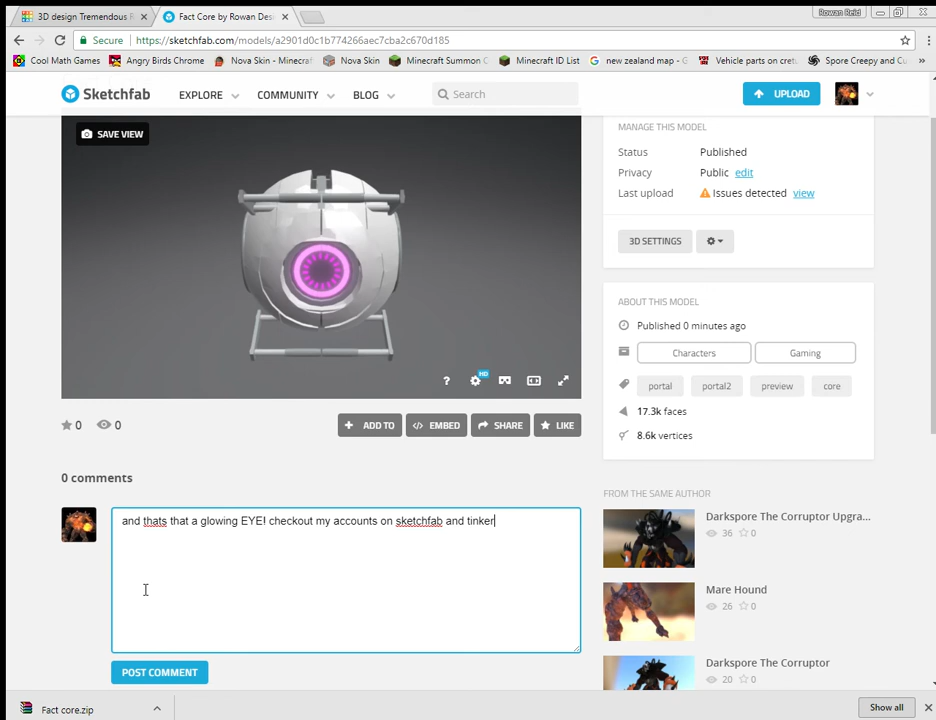 3D design Tremendous R
Fact Core by Rowan Des
Rowan Reid
Secure
https://sketchfab.com/models/a2901d0c1b774266aec7cba2c670d185
Cool Math Games
Angry Birds Chrome
Nova Skin - Minecraf
Nova Skin
Minecraft Summon C
Minecraft ID List
new zealand map - G
Vehicle parts on cret
Spore Creepy and Cu
»
Sketchfab
EXPLORE
COMMUNITY
BLOG
Search
UPLOAD
SAVE VIEW
?
HD
MANAGE THIS MODEL
Status Published
Privacy Public edit
Last upload Issues detected view
3D SETTINGS
ABOUT THIS MODEL
Published 0 minutes ago
Characters
Gaming
portal
portal2
preview
core
17.3k faces
8.6k vertices
0
0
+ ADD TO
</> EMBED
SHARE
LIKE
0 comments
and thats that a glowing EYE! checkout my accounts on sketchfab and tinker
POST COMMENT
FROM THE SAME MODELER
Darkspore The Corruptor Upgra...
36 0
Mare Hound
26 0
Darkspore The Corruptor
20 0
Fact core.zip
Show all